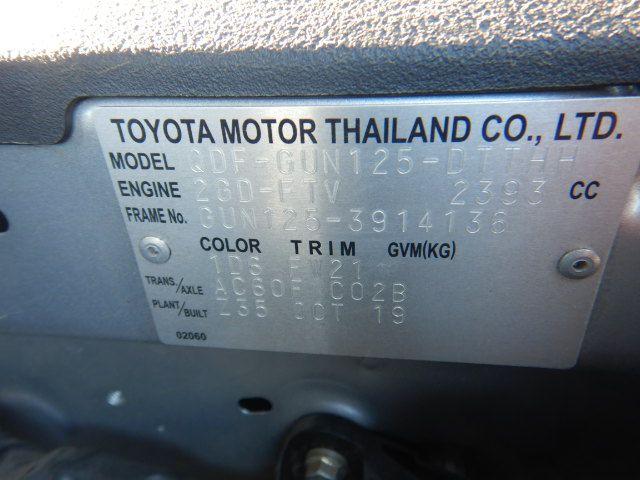 TOYOTA MOTOR THAILAND CO., LTD.
MODEL QDF-GUN125-DTTHH
ENGINE 2GD-FTV 2393 CC
FRAME No. GUN125-3914136
COLOR TRIM GVM(KG)
1D6 FW21
TRANS/AXLE AC60F C02B
PLANT/BUILT OCT 19
02060